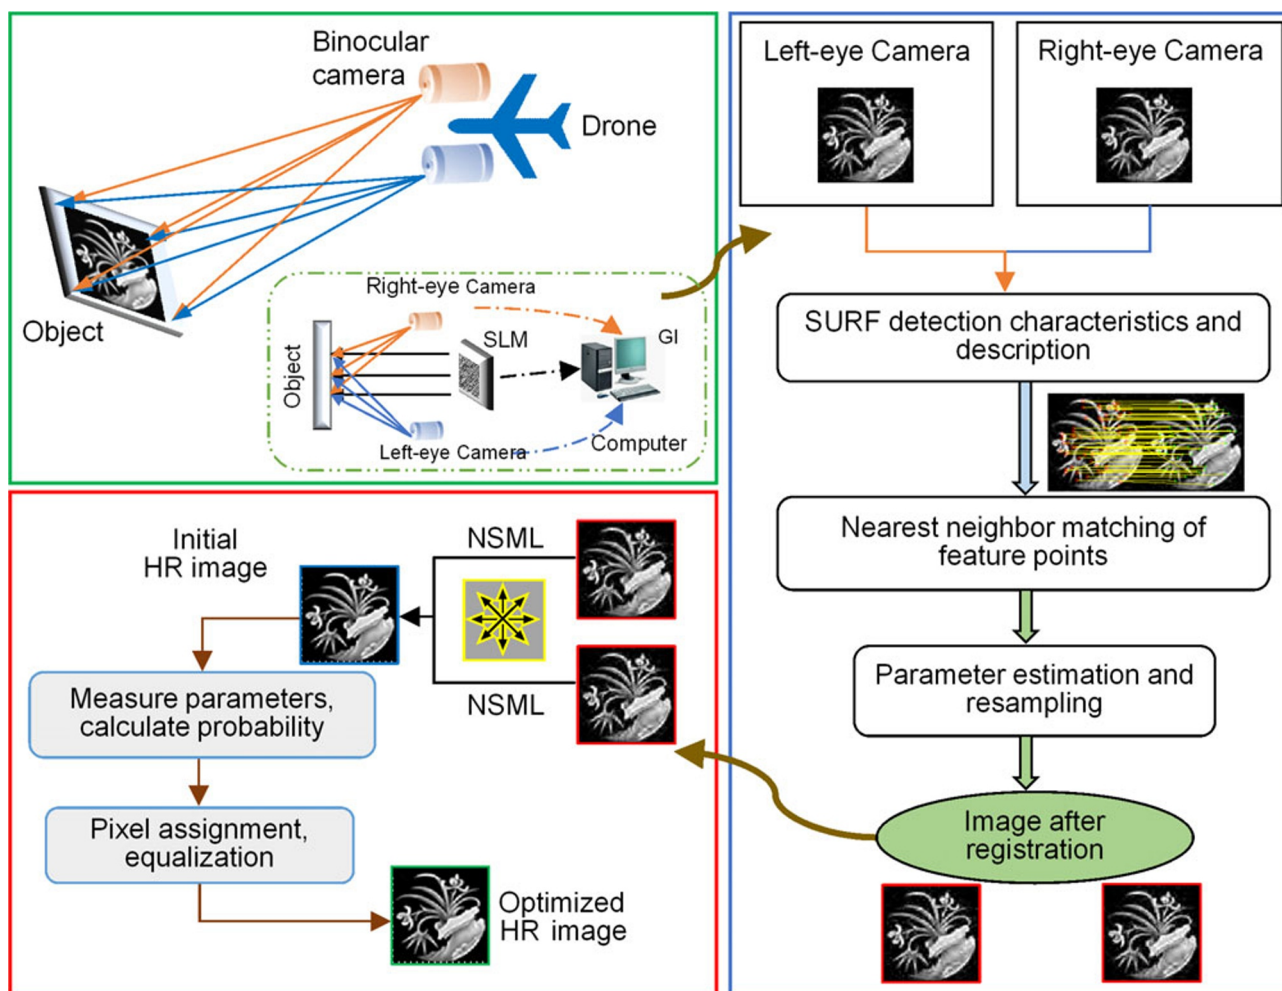 Binocular
camera
Drone
Object
Right-eye Camera
SLM
GI
Object
Left-eye Camera
Computer
Left-eye Camera
Right-eye Camera
SURF detection characteristics and
description
Nearest neighbor matching of
feature points
Parameter estimation and
resampling
Image after
registration
Initial
HR image
NSML
NSML
Measure parameters,
calculate probability
Pixel assignment,
equalization
Optimized
HR image